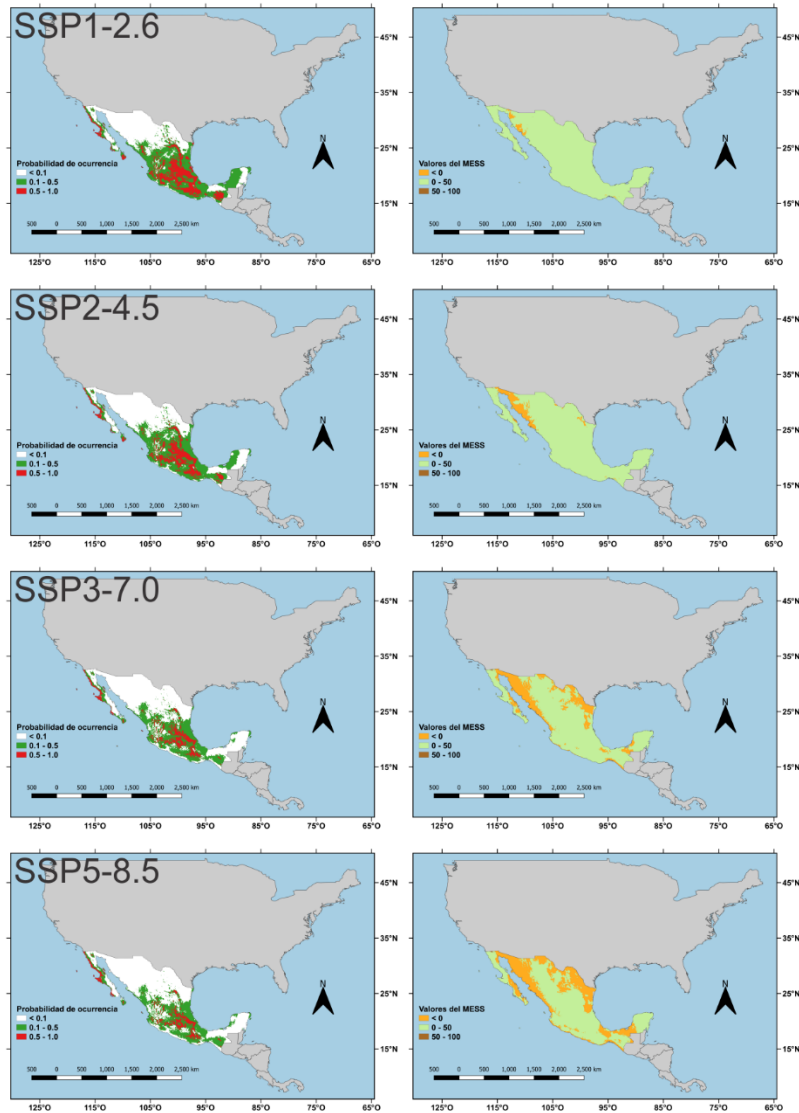 SSP1-2.6
45°N
35°N
25°N
15°N
N
Probabilidad de ocurrencia
< 0.1
0.1 - 0.5
0.5 - 1.0
500 0 500 1,000 1,500 2,000 2,500 km
125°O 115°O 105°O 95°O 85°O 75°O 65°O
45°N
35°N
25°N
15°N
N
Valores del MESS
< 0
0 - 50
50 - 100
500 0 500 1,000 1,500 2,000 2,500 km
115°O 105°O 95°O 85°O 75°O 65°O
SSP2-4.5
45°N
35°N
25°N
15°N
N
Probabilidad de ocurrencia
< 0.1
0.1 - 0.5
0.5 - 1.0
500 0 500 1,000 1,500 2,000 2,500 km
125°O 115°O 105°O 95°O 85°O 75°O 65°O
45°N
35°N
25°N
15°N
N
Valores del MESS
< 0
0 - 50
50 - 100
500 0 500 1,000 1,500 2,000 2,500 km
115°O 105°O 95°O 85°O 75°O 65°O
SSP3-7.0
45°N
35°N
25°N
15°N
N
Probabilidad de ocurrencia
< 0.1
0.1 - 0.5
0.5 - 1.0
500 0 500 1,000 1,500 2,000 2,500 km
125°O 115°O 105°O 95°O 85°O 75°O 65°O
45°N
35°N
25°N
15°N
N
Valores del MESS
< 0
0 - 50
50 - 100
500 0 500 1,000 1,500 2,000 2,500 km
115°O 105°O 95°O 85°O 75°O 65°O
SSP5-8.5
45°N
35°N
25°N
15°N
N
Probabilidad de ocurrencia
< 0.1
0.1 - 0.5
0.5 - 1.0
500 0 500 1,000 1,500 2,000 2,500 km
125°O 115°O 105°O 95°O 85°O 75°O 65°O
45°N
35°N
25°N
15°N
N
Valores del MESS
< 0
0 - 50
50 - 100
500 0 500 1,000 1,500 2,000 2,500 km
115°O 105°O 95°O 85°O 75°O 65°O